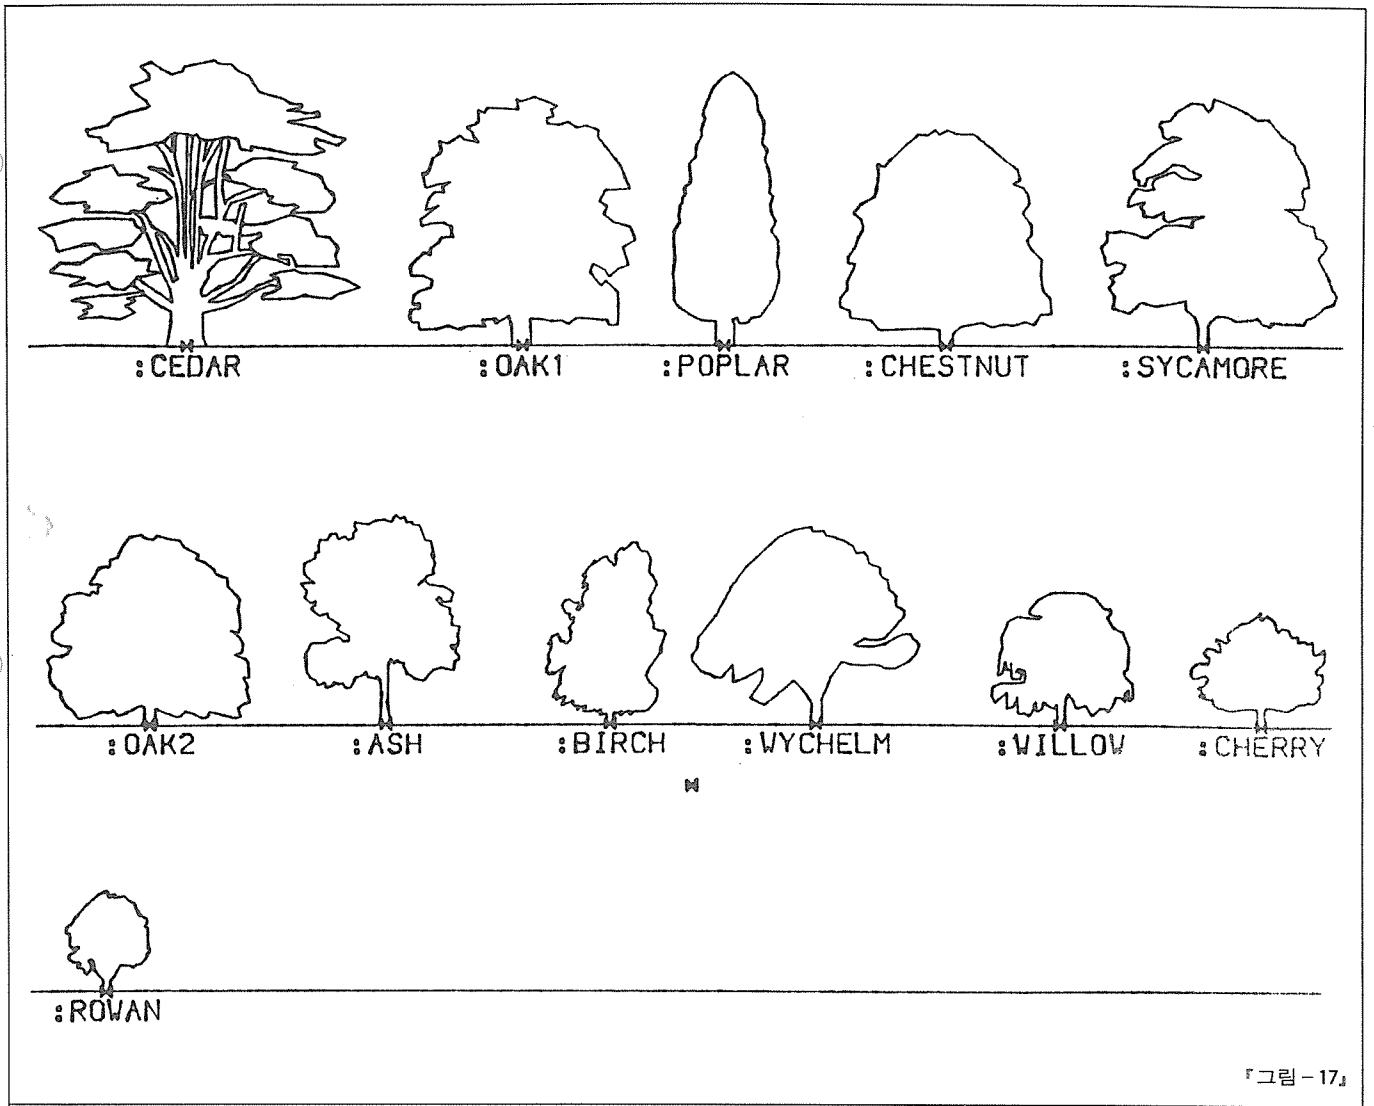 :CEDAR :OAK1 :POPLAR :CHESTNUT :SYCAMORE
:OAK2 :ASH :BIRCH :WYCHELM :WILLOW :CHERRY
:ROWAN
『그림-17』